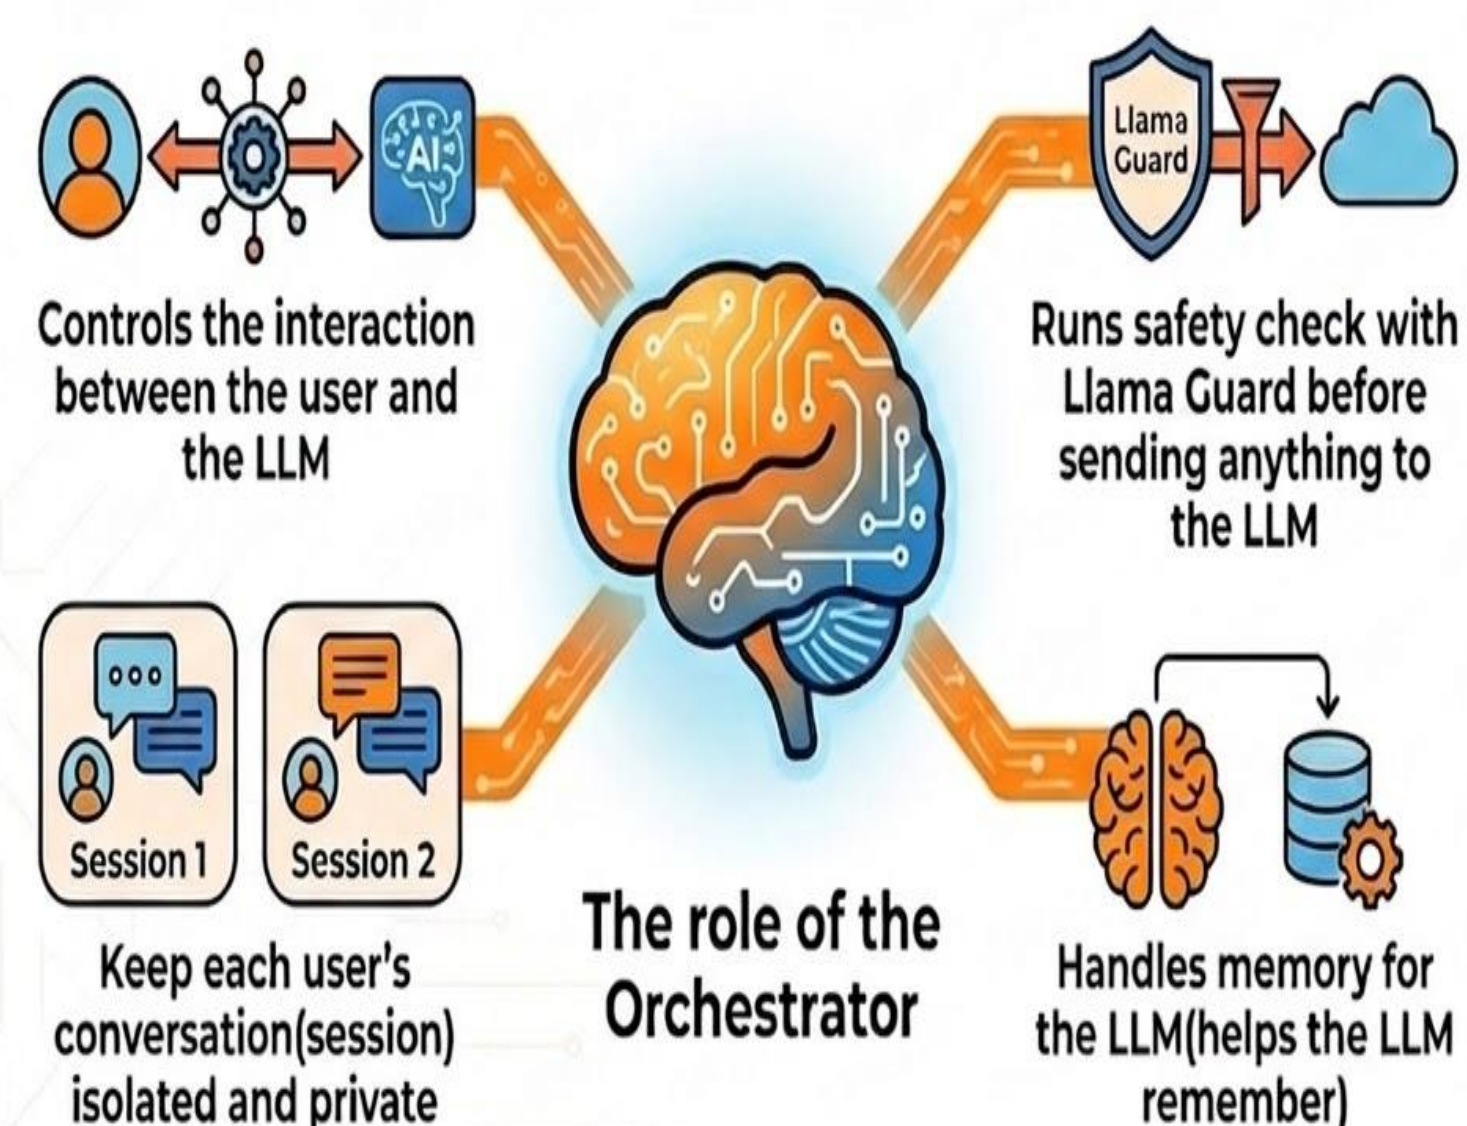 AI
Controls the interaction
between the user and
the LLM
Llama
Guard
Runs safety check with
Llama Guard before
sending anything to
the LLM
Session 1
Session 2
Keep each user's
conversation(session)
isolated and private
The role of the
Orchestrator
Handles memory for
the LLM(helps the LLM
remember)